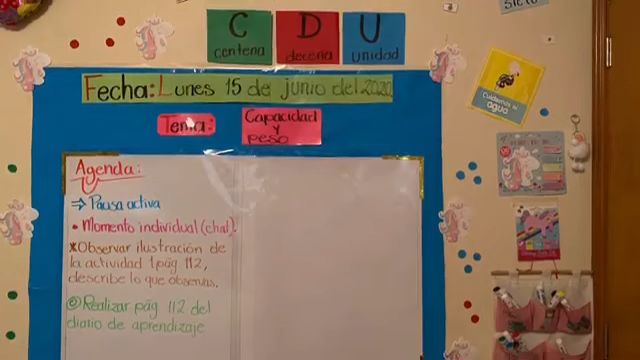 C D U
centena decena unidad
Fecha: Lunes 15 de junio del 2020
Tema:
Capacidad
y
peso
Agenda:
⇒ Pausa activa
• Momento individual (chat).
*Observar ilustración de
la actividad 1 pág 112,
describe lo que observas.
☺Realizar pág 112 del
diario de aprendizaje
Cuidemos el
agua